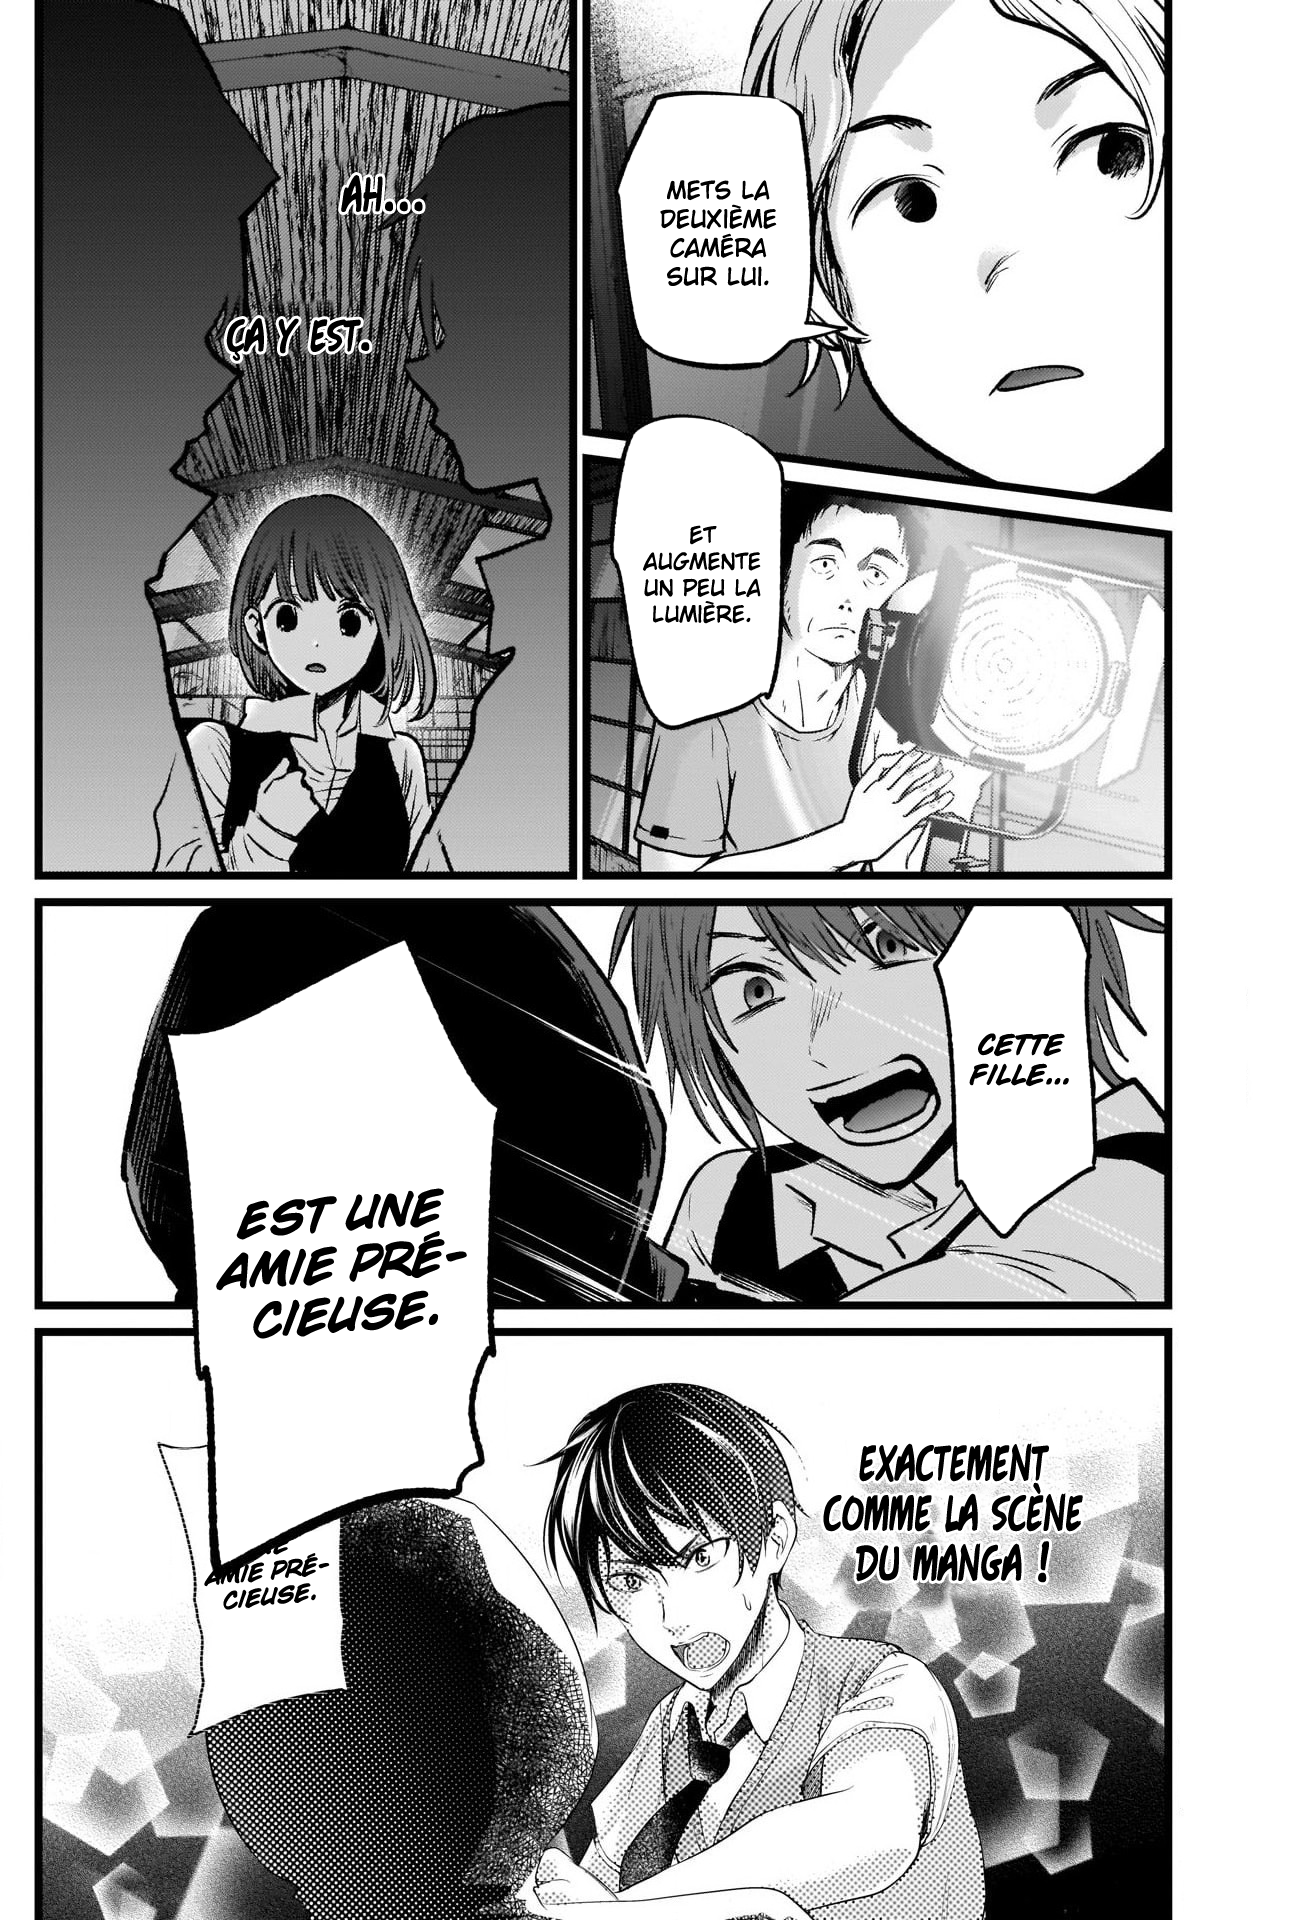 METS LA
DEUXIÈME
CAMÉRA
SUR LUI.
ET
AUGMENTE
UN PEU LA
LUMIÈRE.
AH...
ÇA Y EST.
CETTE
FILLE...
EST UNE
AMIE PRÉ-
CIEUSE.
EXACTEMENT
COMME LA SCÈNE
DU MANGA !
AMIE PRÉ-
CIEUSE.